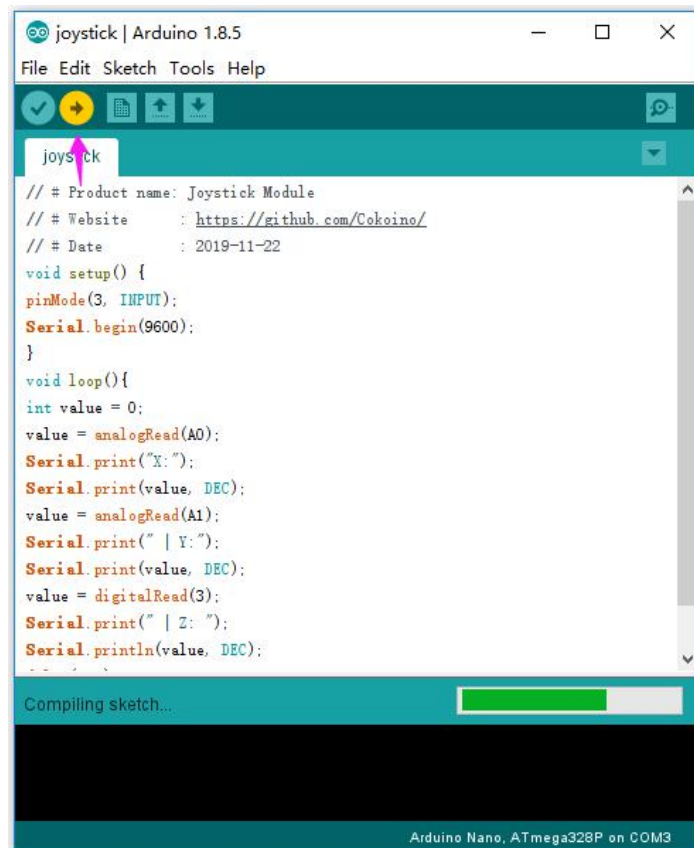 joystick | Arduino 1.8.5
File Edit Sketch Tools Help
joystick
// # Product name: Joystick Module
// # Website : https://github.com/Cokoino/
// # Date : 2019-11-22
void setup() {
pinMode(3, INPUT);
Serial.begin(9600);
}
void loop(){
int value = 0;
value = analogRead(A0);
Serial.print("X:");
Serial.print(value, DEC);
value = analogRead(A1);
Serial.print(" | Y:");
Serial.print(value, DEC);
value = digitalRead(3);
Serial.print(" | Z: ");
Serial.println(value, DEC);
Compiling sketch...
Arduino Nano, ATmega328P on COM3